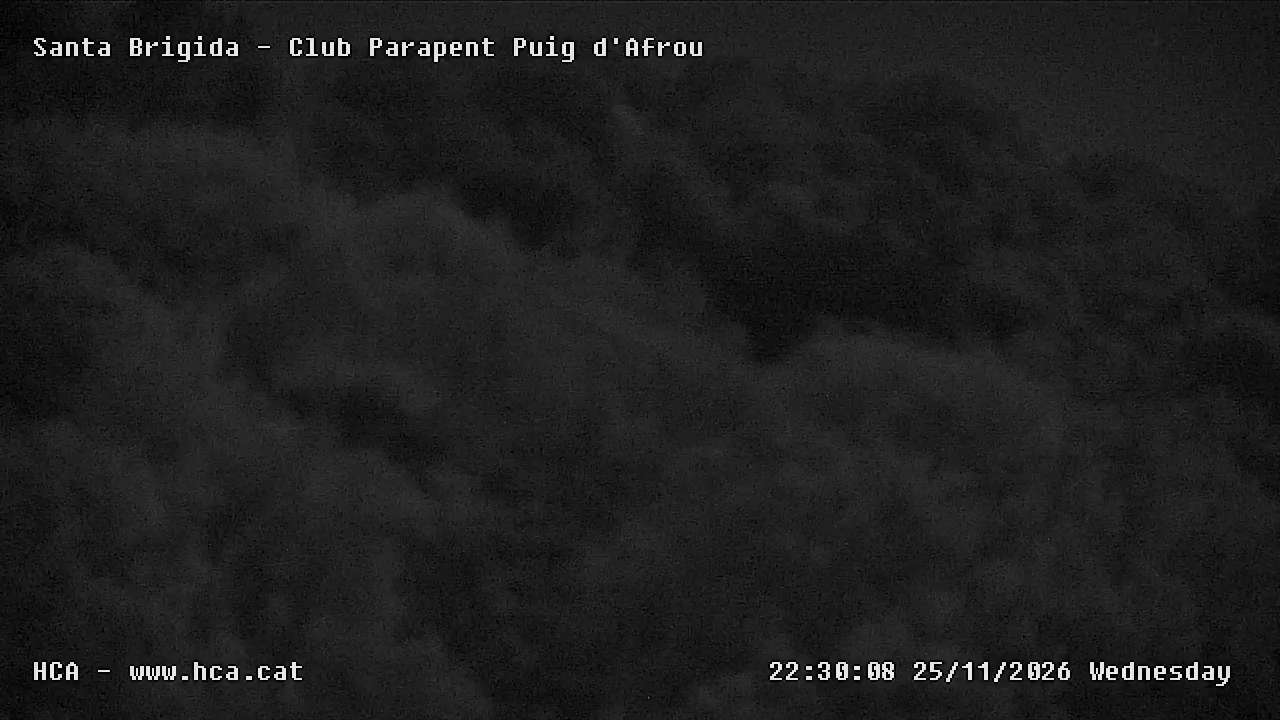 Santa Brigida - Club Parapent Puig d'Afrou
HCA - www.hca.cat
22:30:08 25/11/2026 Wednesday